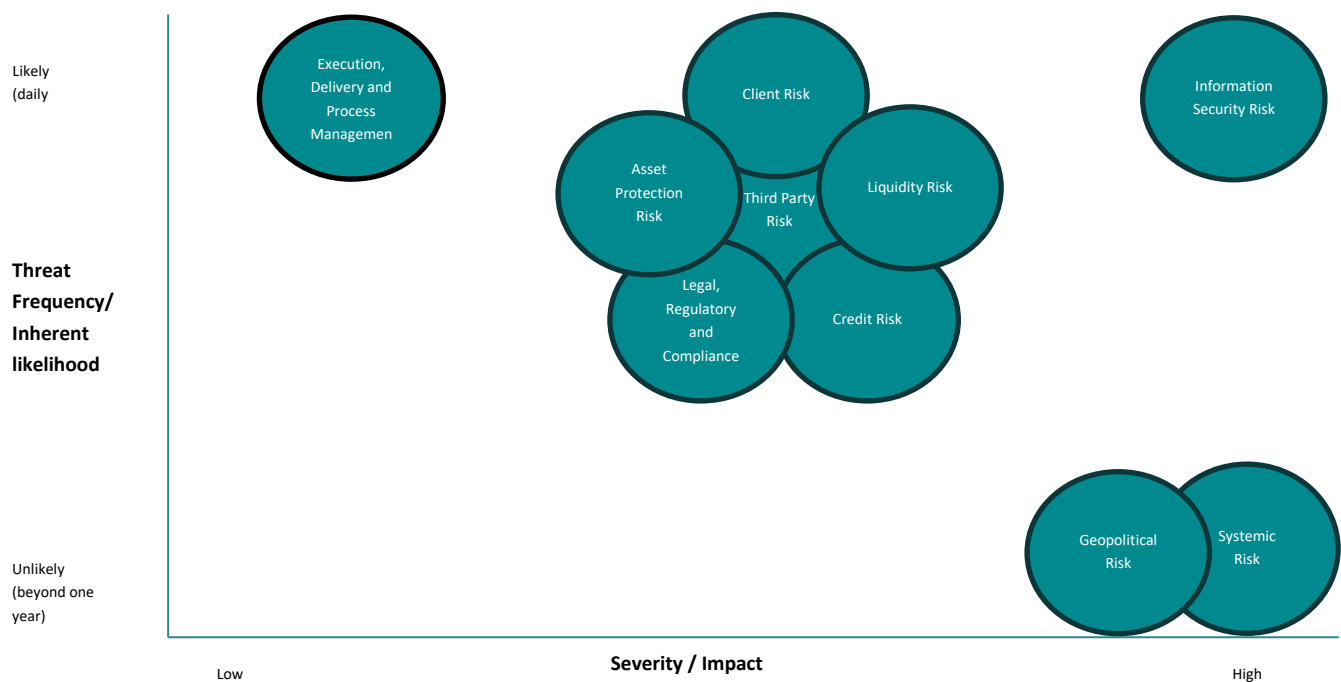 Likely
(daily
Threat
Frequency/
Inherent
likelihood
Unlikely
(beyond one
year)
Execution,
Delivery and
Process
Managemen
Client Risk
Information
Security Risk
Asset
Protection
Risk
Third Party
Risk
Liquidity Risk
Legal,
Regulatory
and
Compliance
Credit Risk
Geopolitical
Risk
Systemic
Risk
Low
Severity / Impact
High